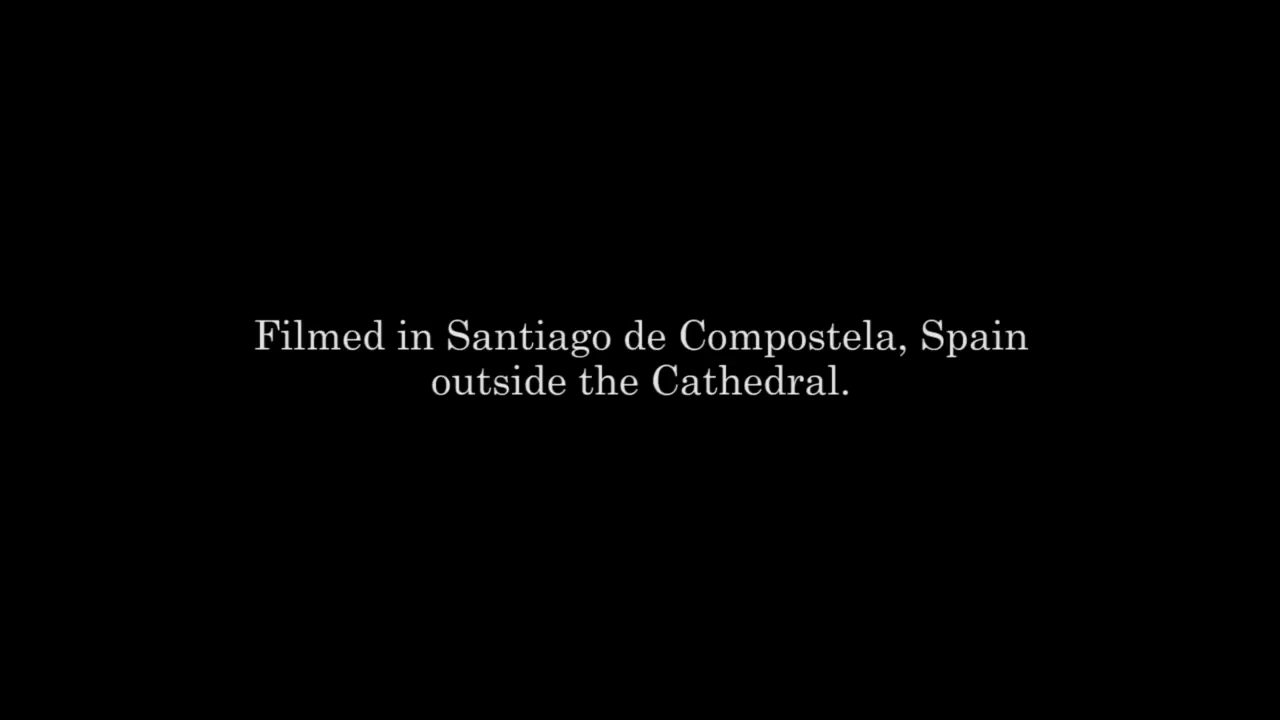 Filmed in Santiago de Compostela, Spain
outside the Cathedral.